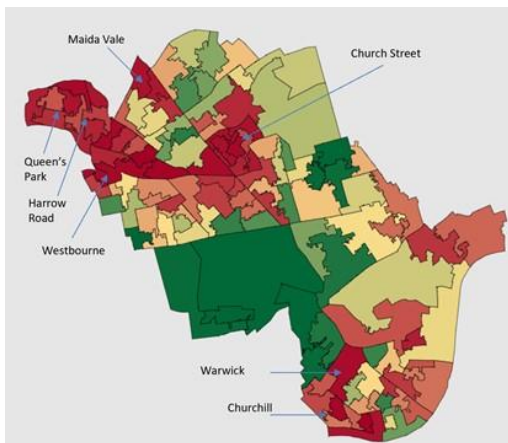 Maida Vale
Church Street
Queen's
Park
Harrow
Road
Westbourne
Warwick
Churchill